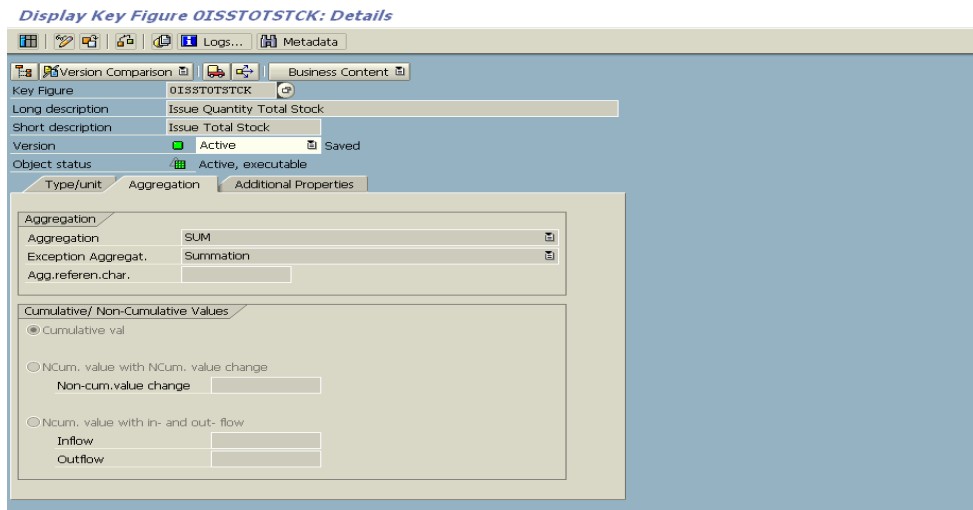 Display Key Figure 0ISSTOTSTCK: Details
Logs... Metadata
Version Comparison Business Content
Key Figure 0ISSTOTSTCK
Long description Issue Quantity Total Stock
Short description Issue Total Stock
Version Active Saved
Object status Active, executable
Type/unit Aggregation Additional Properties
Aggregation
Aggregation SUM
Exception Aggregat. Summation
Agg.referen.char.
Cumulative/ Non-Cumulative Values
Cumulative val
NCum. value with NCum. value change
Non-cum.value change
Ncum. value with in- and out- flow
Inflow
Outflow